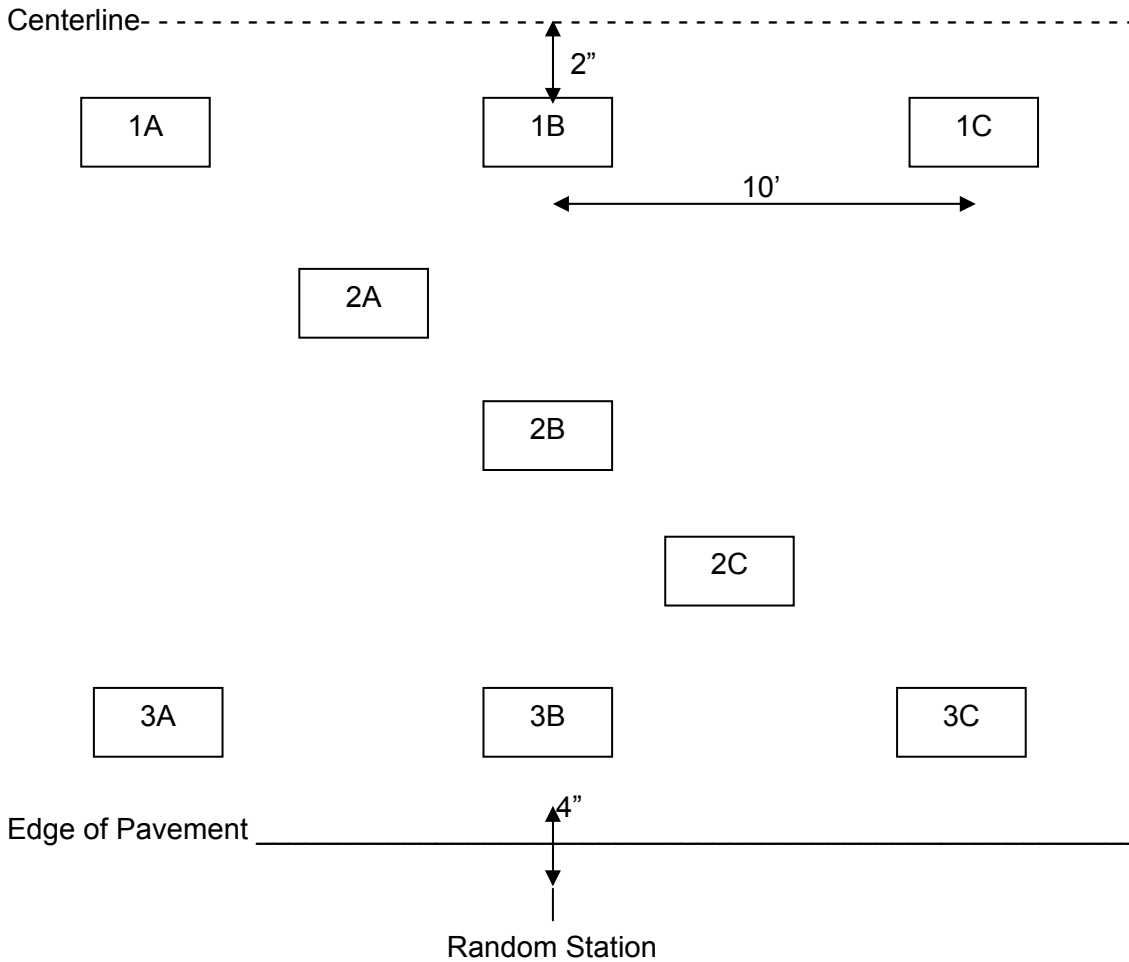 Centerline
2”
1A 1B 1C
10’
2A
2B
2C
3A 3B 3C
4”
Edge of Pavement
Random Station